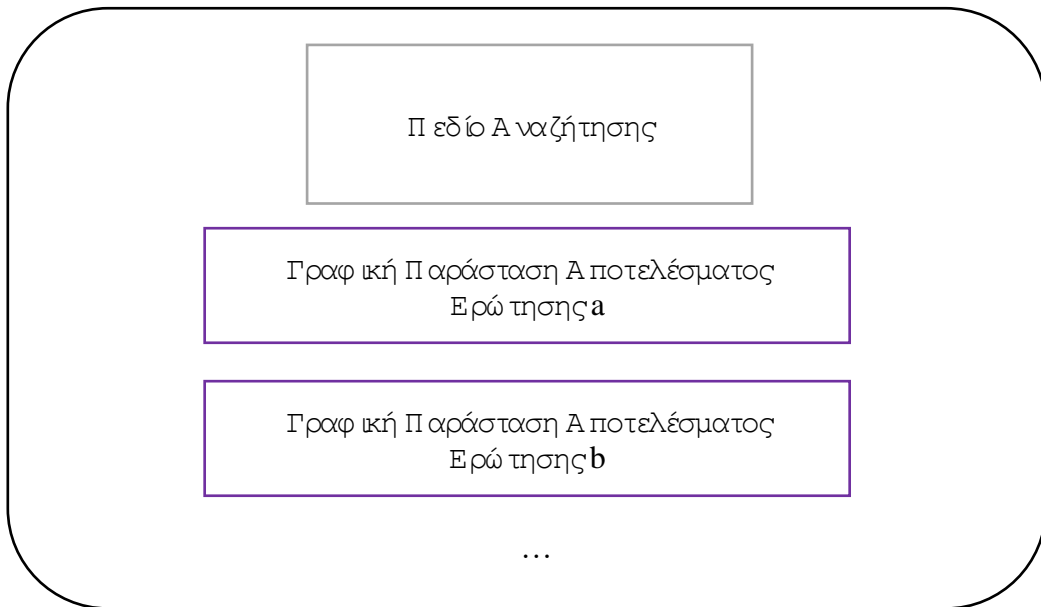 Πεδίο Αναζήτησης
Γραφική Παράσταση Αποτελέσματος
Ερώτησης a
Γραφική Παράσταση Αποτελέσματος
Ερώτησης b
...